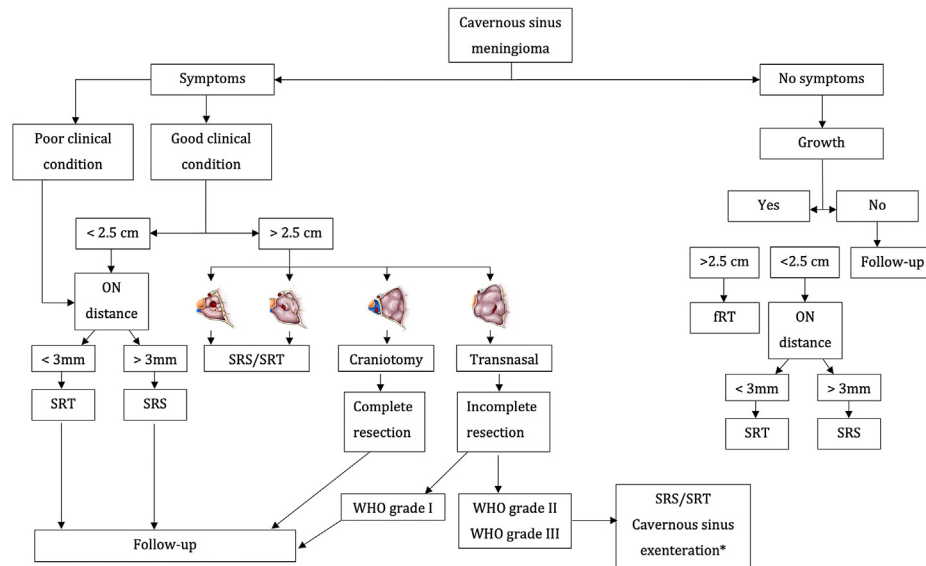 Cavernous sinus
meningioma
Symptoms
No symptoms
Poor clinical
condition
Good clinical
condition
Growth
Yes
No
< 2.5 cm
> 2.5 cm
>2.5 cm
<2.5 cm
Follow-up
ON
distance
fRT
ON
distance
< 3mm
> 3mm
SRS/SRT
Craniotomy
Transnasal
< 3mm
> 3mm
SRT
SRS
Complete
resection
Incomplete
resection
SRT
SRS
WHO grade I
WHO grade II
WHO grade III
SRS/SRT
Cavernous sinus
exenteration*
Follow-up